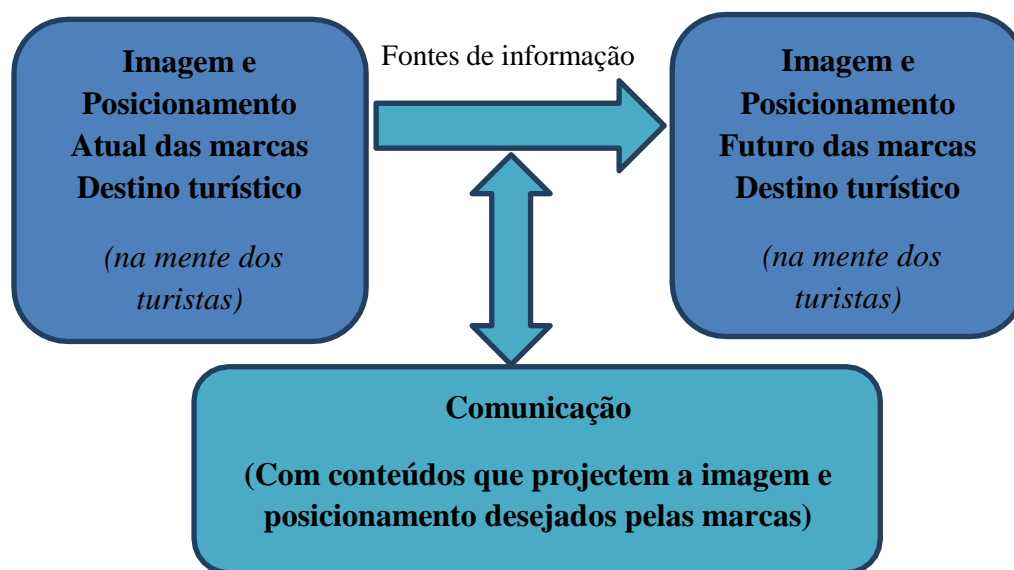 Imagem e
Posicionamento
Atual das marcas
Destino turístico
(na mente dos
turistas)
Fontes de informação
Imagem e
Posicionamento
Futuro das marcas
Destino turístico
(na mente dos
turistas)
Comunicação
(Com conteúdos que projectem a imagem e
posicionamento desejados pelas marcas)